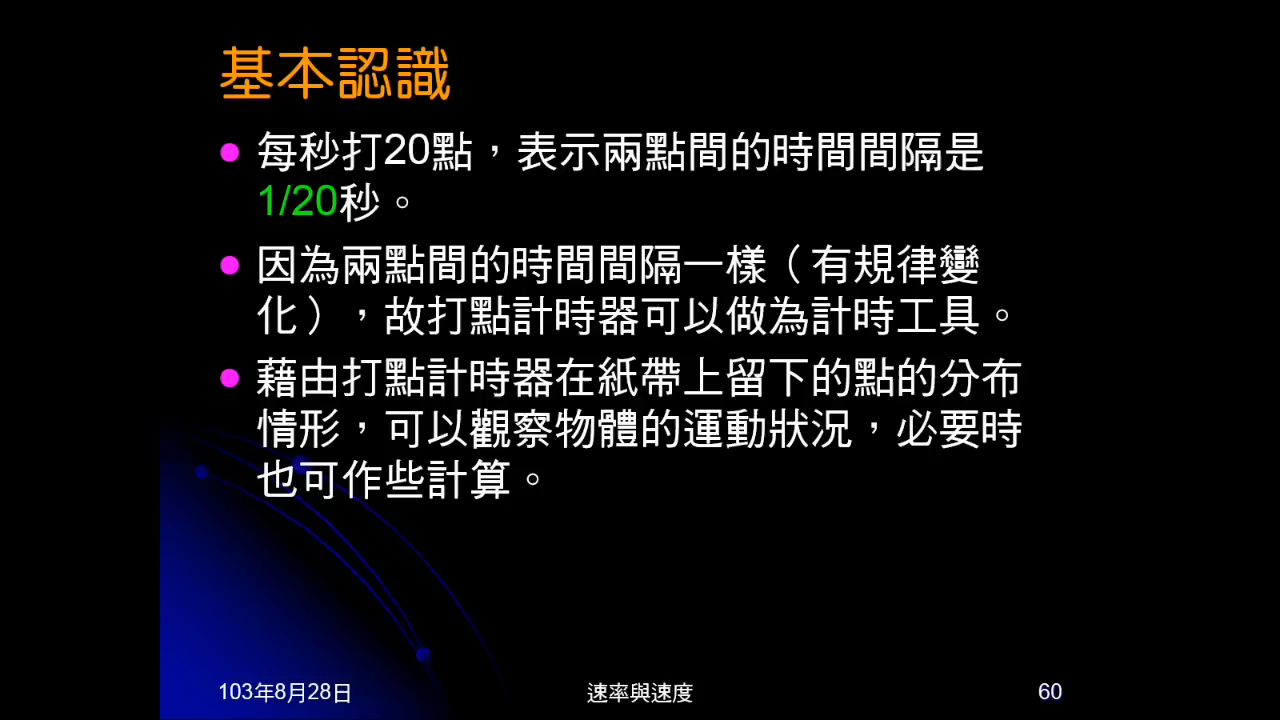 基本認識
每秒打20點，表示兩點間的時間間隔是
1/20秒。
因為兩點間的時間間隔一樣（有規律變
化），故打點計時器可以做為計時工具。
藉由打點計時器在紙帶上留下的點的分布
情形，可以觀察物體的運動狀況，必要時
也可作些計算。
103年8月28日
速率與速度
60